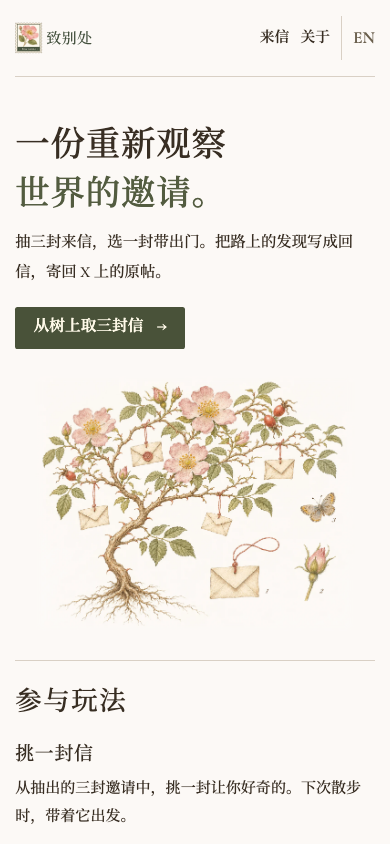 致别处
来信 关于
EN
一份重新观察
世界的邀请。
抽三封来信，选一封带出门。把路上的发现写成回
信，寄回 X 上的原帖。
从树上取三封信 →
3
1
2
参与玩法
挑一封信
从抽出的三封邀请中，挑一封让你好奇的。下次散步
时，带着它出发。